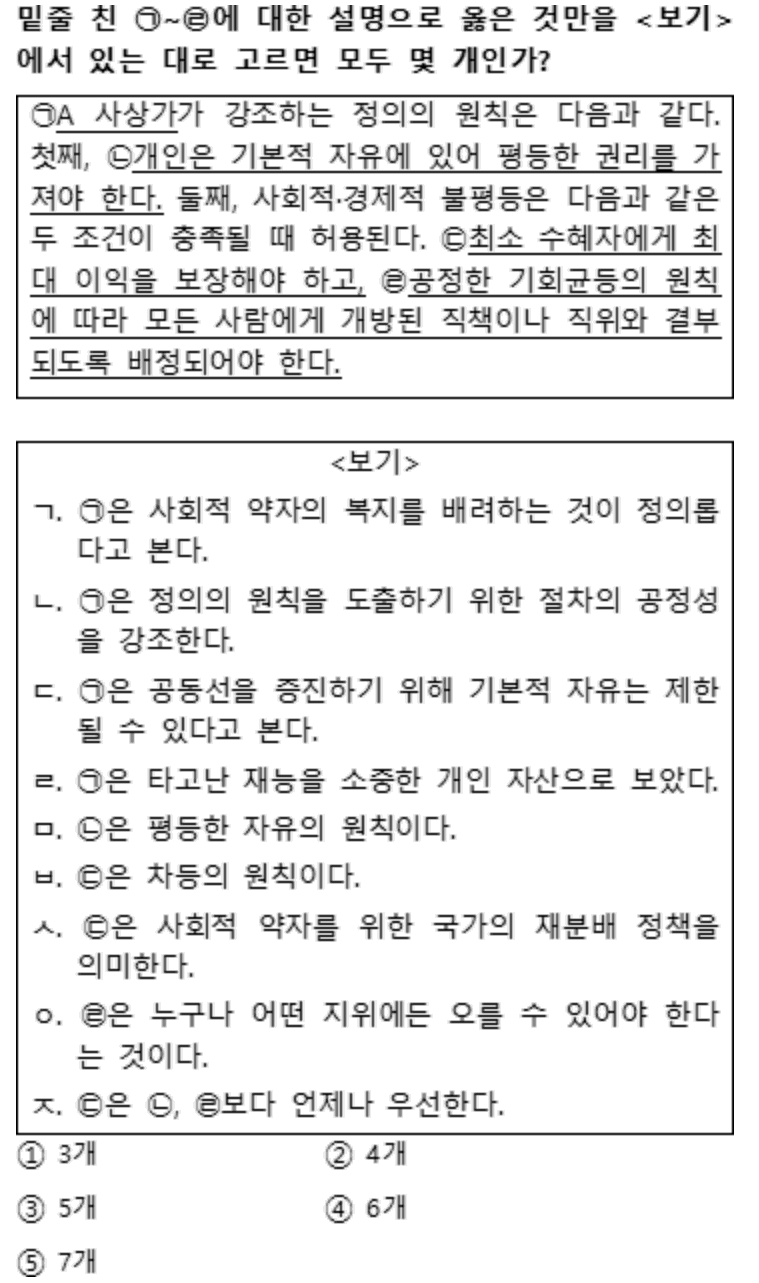 밑줄 친 ㉠~㉣에 대한 설명으로 옳은 것만을 <보기>
에서 있는 대로 고르면 모두 몇 개인가?
㉠A 사상가가 강조하는 정의의 원칙은 다음과 같다.
첫째, ㉡개인은 기본적 자유에 있어 평등한 권리를 가
져야 한다. 둘째, 사회적·경제적 불평등은 다음과 같은
두 조건이 충족될 때 허용된다. ㉢최소 수혜자에게 최
대 이익을 보장해야 하고, ㉣공정한 기회균등의 원칙
에 따라 모든 사람에게 개방된 직책이나 직위와 결부
되도록 배정되어야 한다.
<보기>
ㄱ. ㉠은 사회적 약자의 복지를 배려하는 것이 정의롭
다고 본다.
ㄴ. ㉠은 정의의 원칙을 도출하기 위한 절차의 공정성
을 강조한다.
ㄷ. ㉠은 공동선을 증진하기 위해 기본적 자유는 제한
될 수 있다고 본다.
ㄹ. ㉠은 타고난 재능을 소중한 개인 자산으로 보았다.
ㅁ. ㉡은 평등한 자유의 원칙이다.
ㅂ. ㉢은 차등의 원칙이다.
ㅅ. ㉢은 사회적 약자를 위한 국가의 재분배 정책을
의미한다.
ㅇ. ㉣은 누구나 어떤 지위에든 오를 수 있어야 한다
는 것이다.
ㅈ. ㉢은 ㉡, ㉣보다 언제나 우선한다.
① 3개 ② 4개
③ 5개 ④ 6개
⑤ 7개